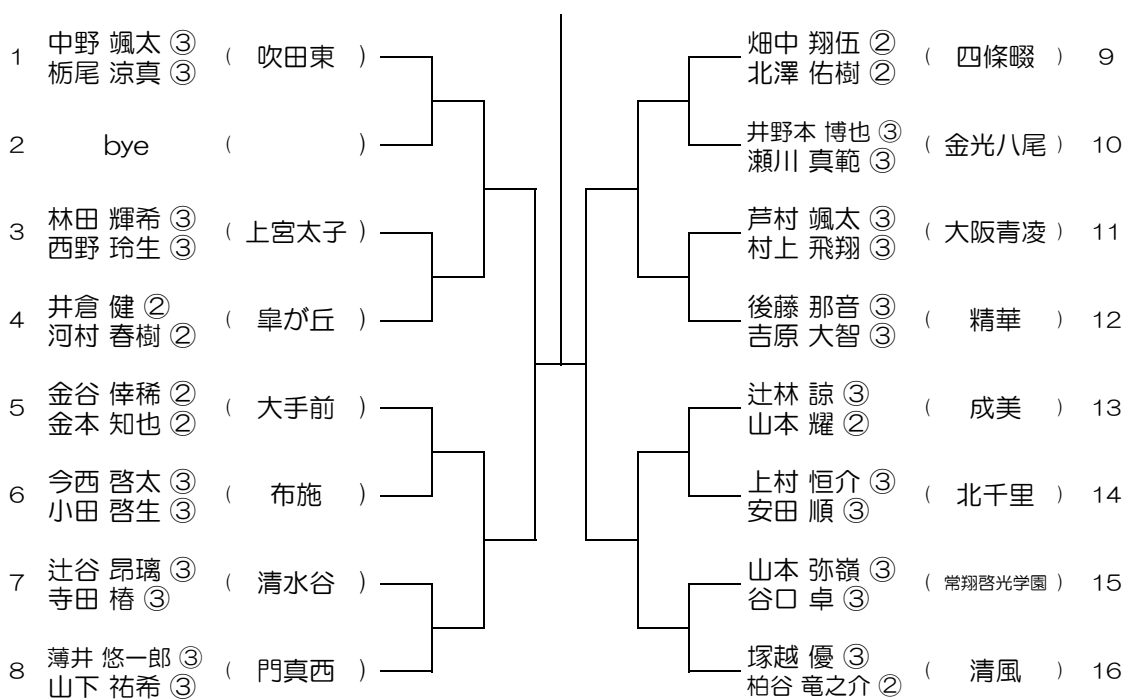 1 中野 颯太 ③ ( 吹田東 )
栃尾 涼真 ③
2 bye ( )
3 林田 輝希 ③ ( 上宮太子 )
西野 玲生 ③
4 井倉 健 ② ( 皐が丘 )
河村 春樹 ②
5 金谷 倖稀 ② ( 大手前 )
金本 知也 ②
6 今西 啓太 ③ ( 布施 )
小田 啓生 ③
7 辻谷 昂璃 ③ ( 清水谷 )
寺田 椿 ③
8 薄井 悠一郎 ③ ( 門真西 )
山下 祐希 ③
畑中 翔伍 ② ( 四條畷 ) 9
北澤 佑樹 ②
井野本 博也 ③ ( 金光八尾 ) 10
瀬川 真範 ③
芦村 颯太 ③ ( 大阪青凌 ) 11
村上 飛翔 ③
後藤 那音 ③ ( 精華 ) 12
吉原 大智 ③
辻林 諒 ③ ( 成美 ) 13
山本 耀 ②
上村 恒介 ③ ( 北千里 ) 14
安田 順 ③
山本 弥嶺 ③ ( 常翔啓光学園 ) 15
谷口 卓 ③
塚越 優 ③ ( 清風 ) 16
柏谷 竜之介 ②